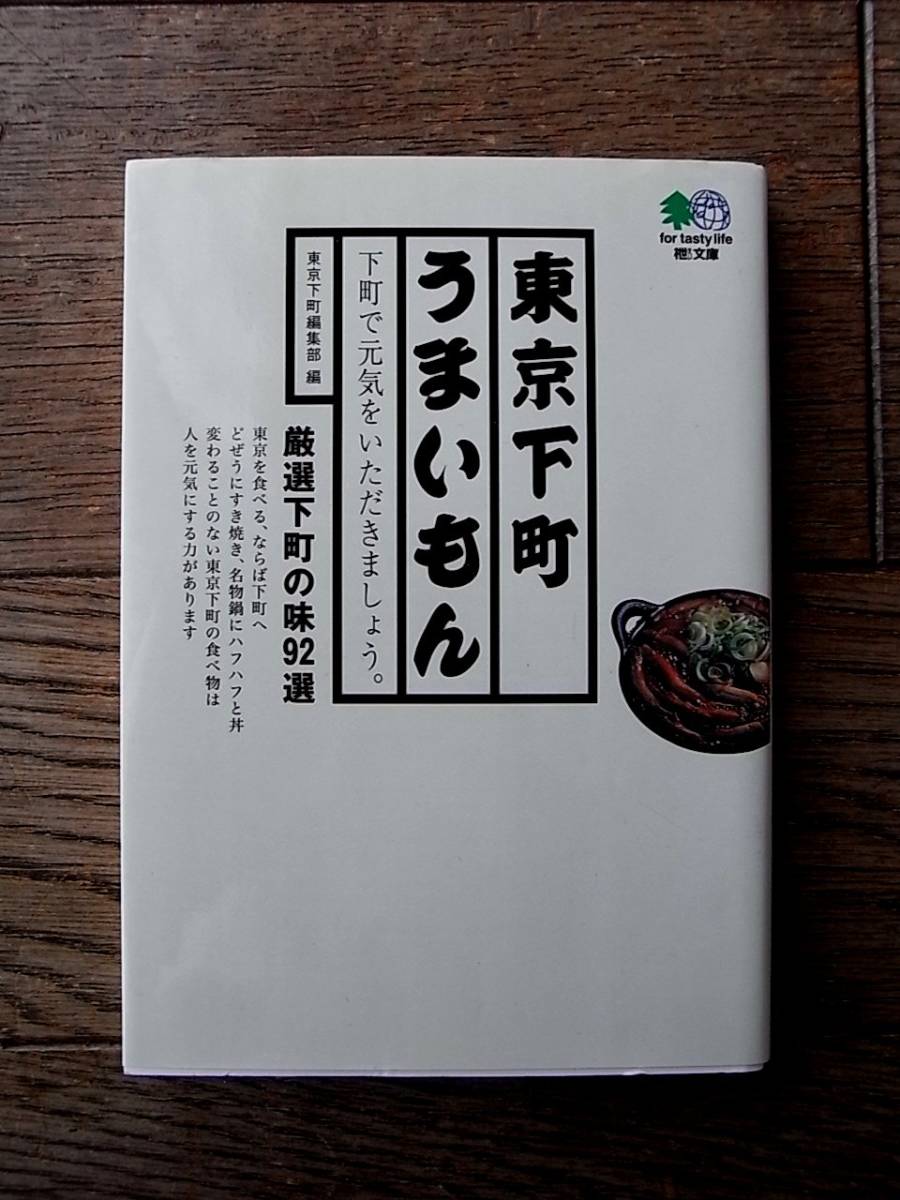 東京下町
うまいもん
下町で元気をいただきましょう。
東京下町編集部 編
厳選下町の味92選
東京を食べる、ならば下町へ
どぜうにすき焼き、名物鍋にハフハフと丼
変わることのない東京下町の食べ物は
人を元気にする力があります
for tasty life
枻文庫